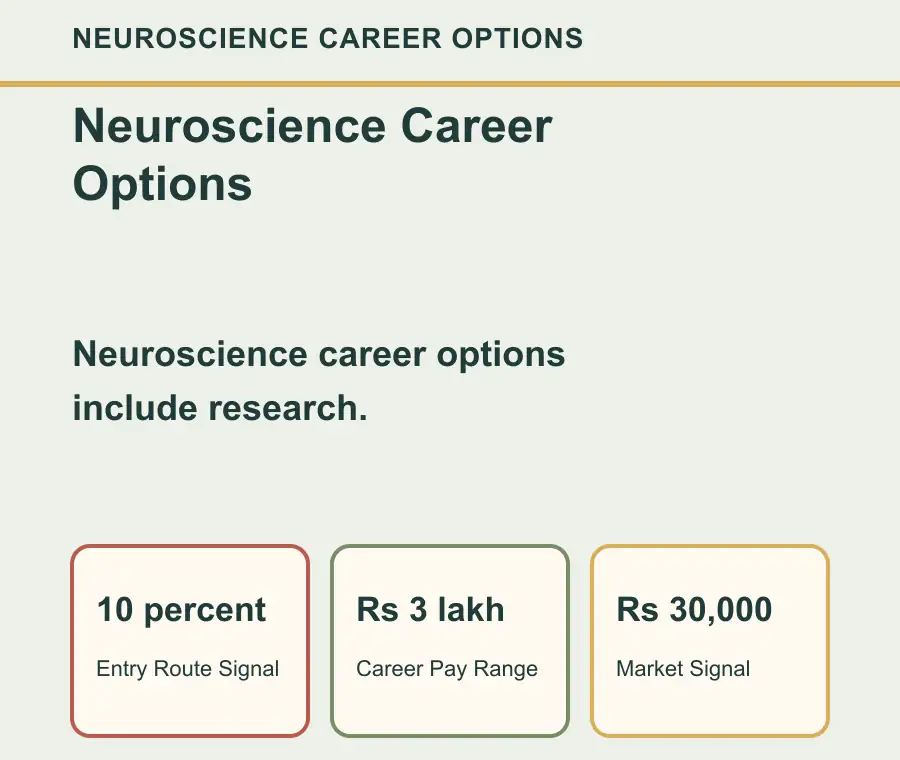 NEUROSCIENCE CAREER OPTIONS
Neuroscience Career
Options
Neuroscience career options
include research.
10 percent
Entry Route Signal
Rs 3 lakh
Career Pay Range
Rs 30,000
Market Signal